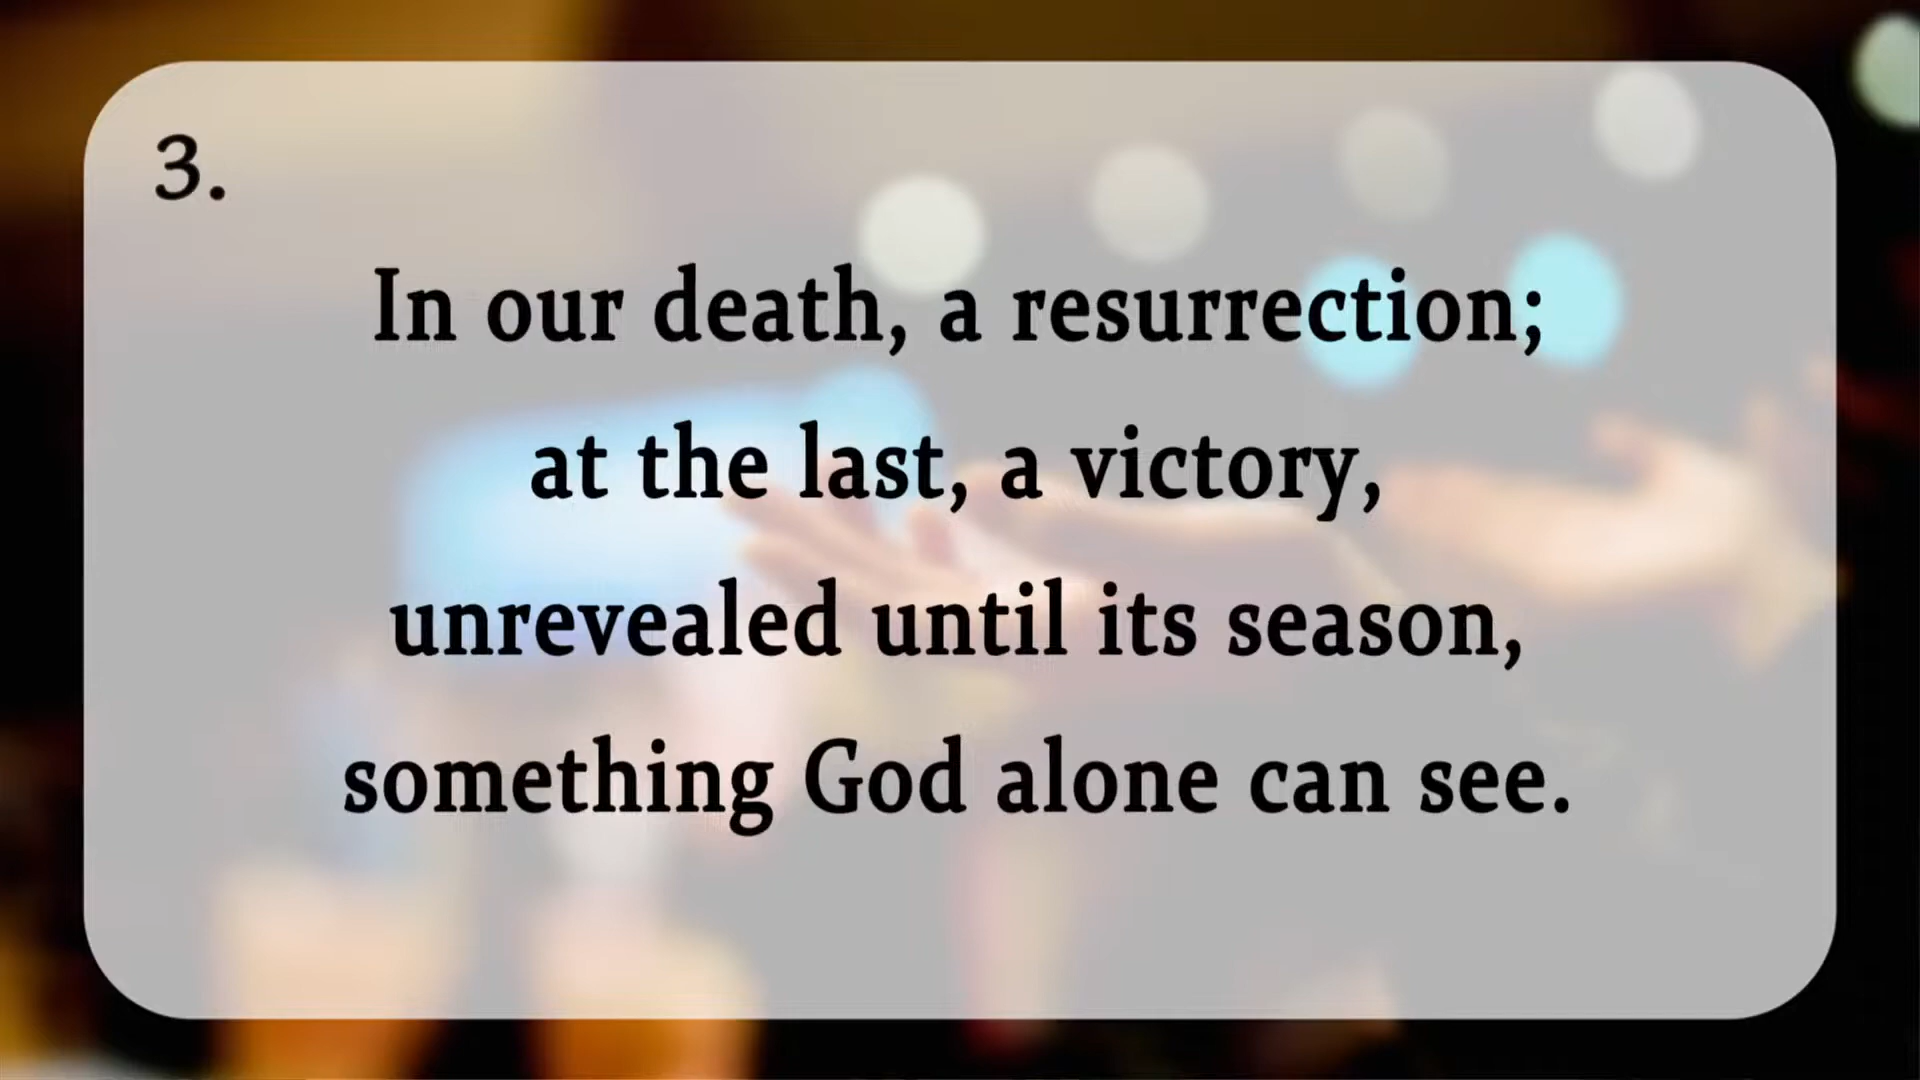 3.
In our death, a resurrection;
at the last, a victory,
unrevealed until its season,
something God alone can see.